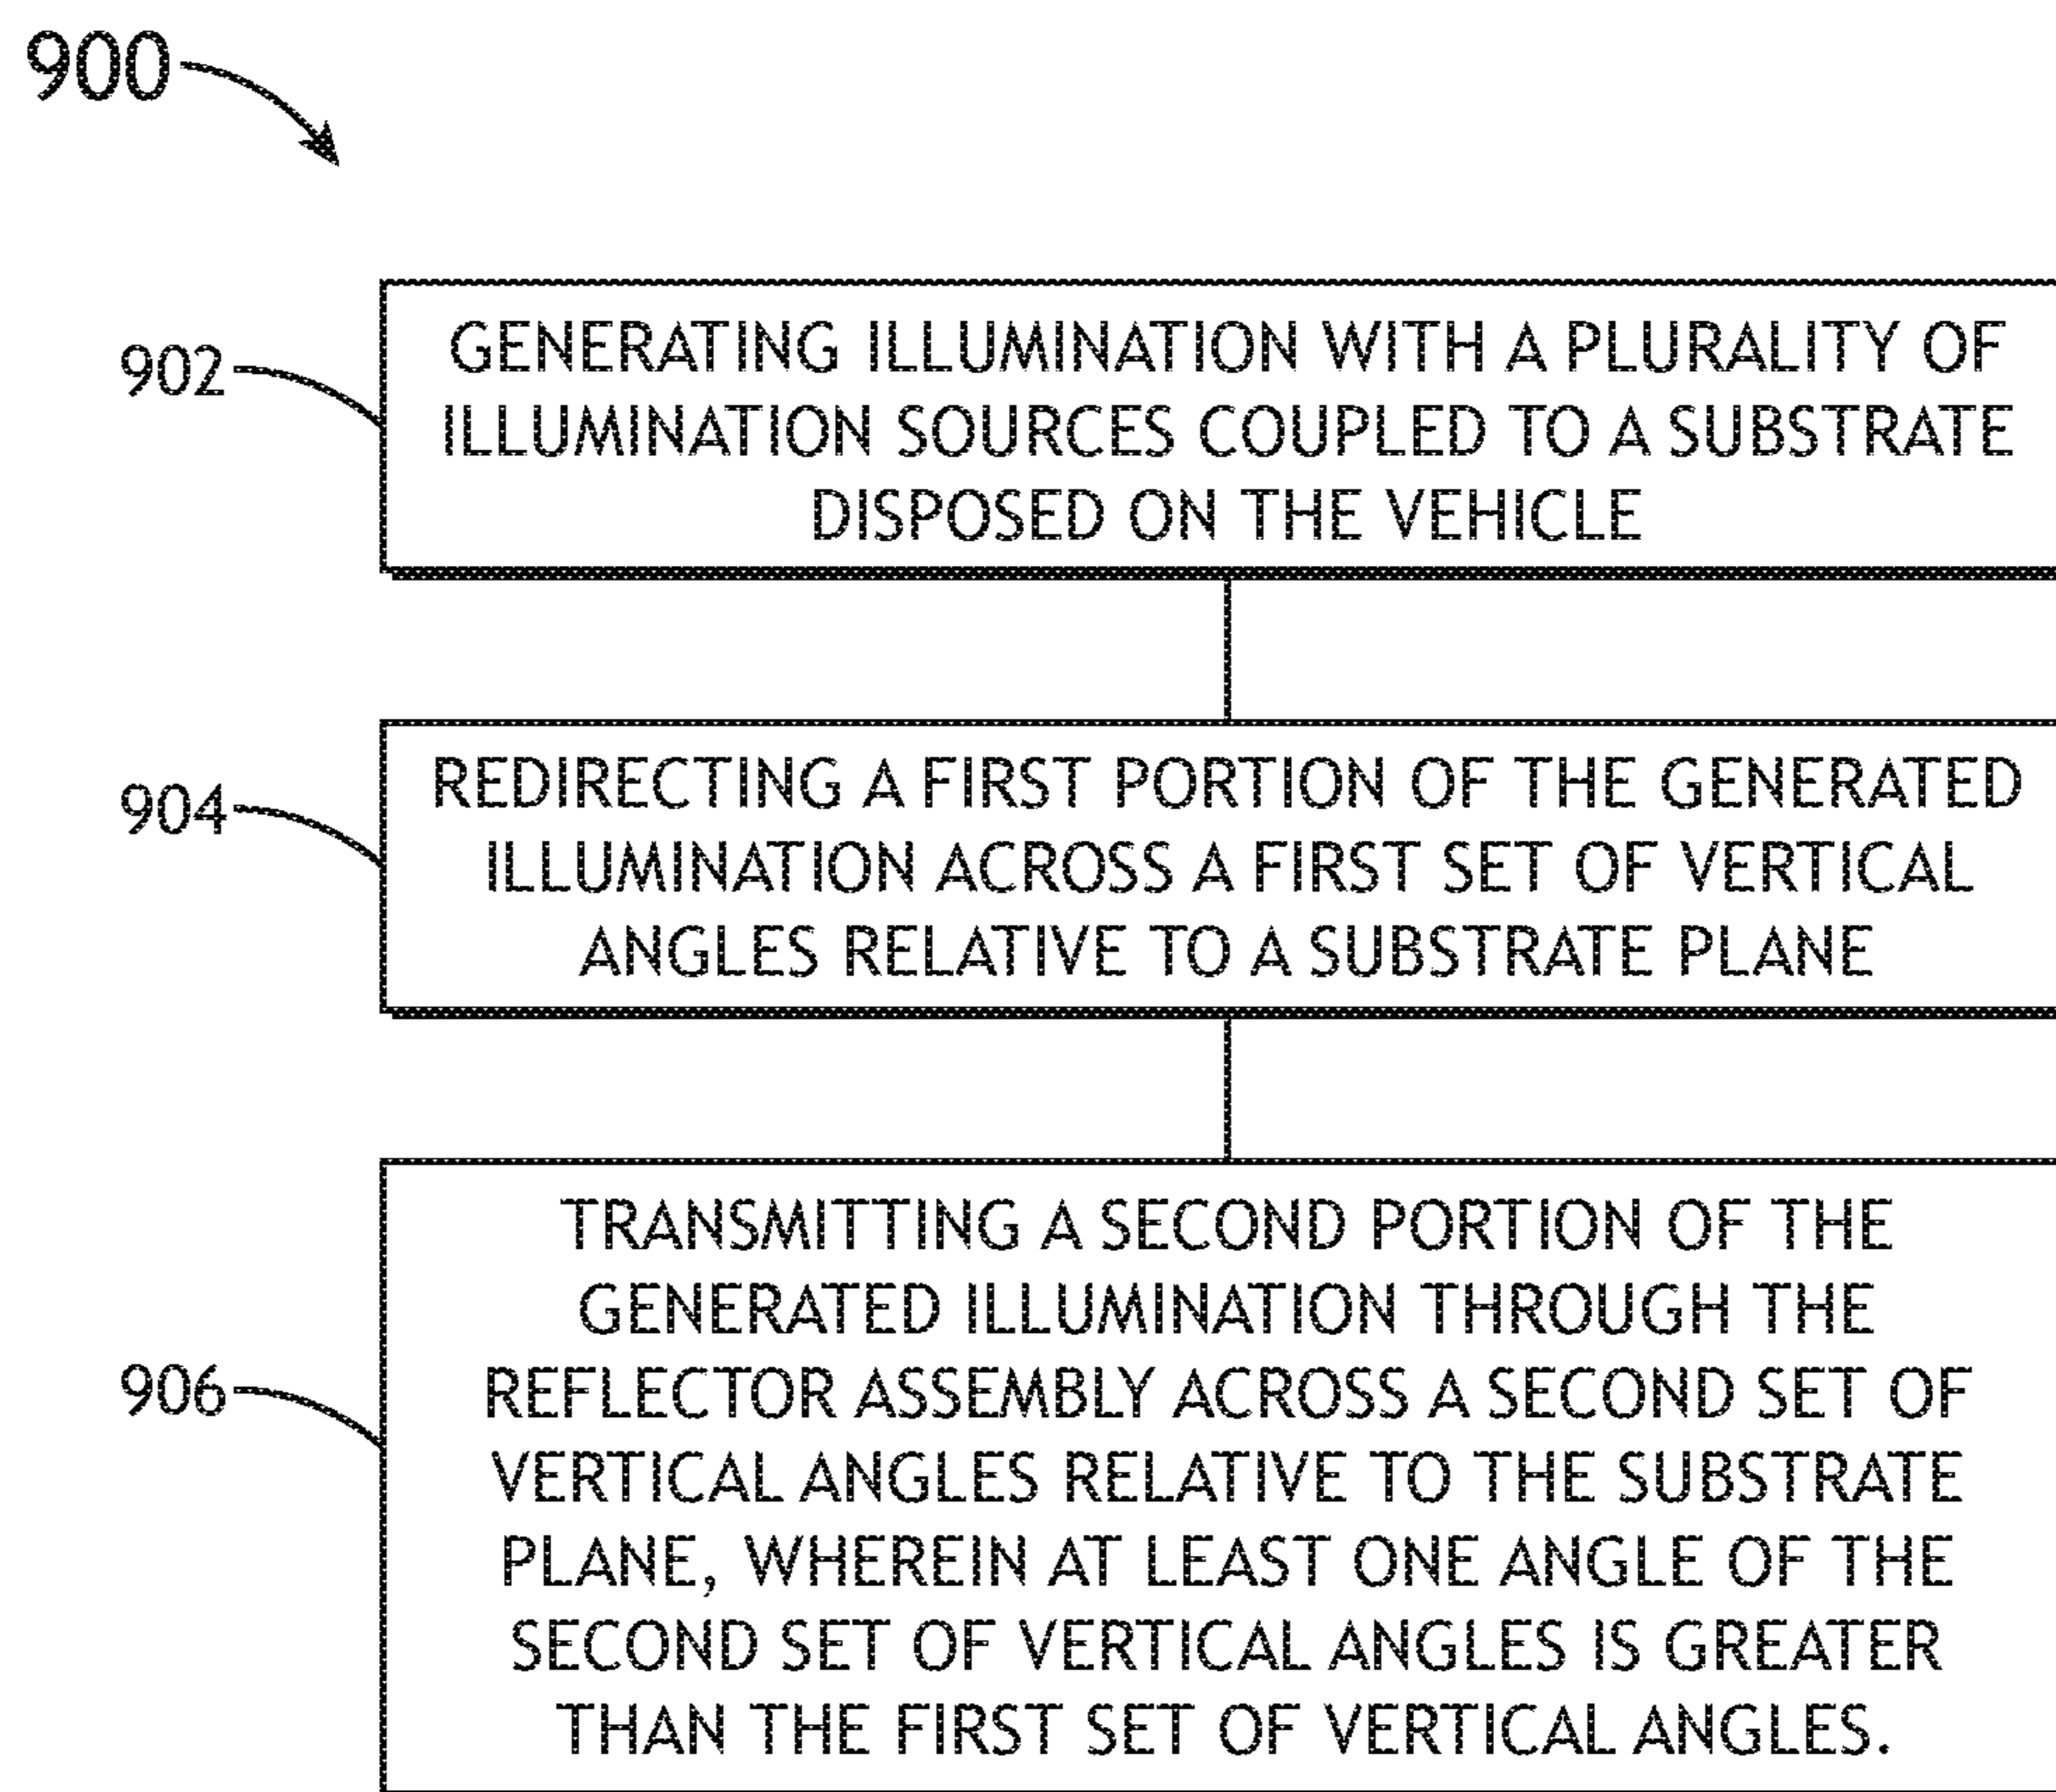 900
902
GENERATING ILLUMINATION WITH A PLURALITY OF
ILLUMINATION SOURCES COUPLED TO A SUBSTRATE
DISPOSED ON THE VEHICLE
904
REDIRECTING A FIRST PORTION OF THE GENERATED
ILLUMINATION ACROSS A FIRST SET OF VERTICAL
ANGLES RELATIVE TO A SUBSTRATE PLANE
906
TRANSMITTING A SECOND PORTION OF THE
GENERATED ILLUMINATION THROUGH THE
REFLECTOR ASSEMBLY ACROSS A SECOND SET OF
VERTICAL ANGLES RELATIVE TO THE SUBSTRATE
PLANE, WHEREIN AT LEAST ONE ANGLE OF THE
SECOND SET OF VERTICAL ANGLES IS GREATER
THAN THE FIRST SET OF VERTICAL ANGLES.